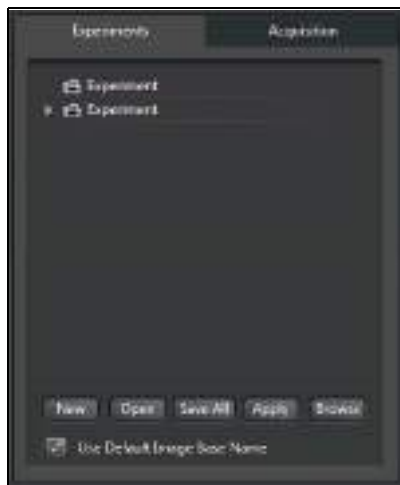 Experiments Acquisition
Experiment
Experiment
New Open Save All Apply Browse
Use Default Image Base Name